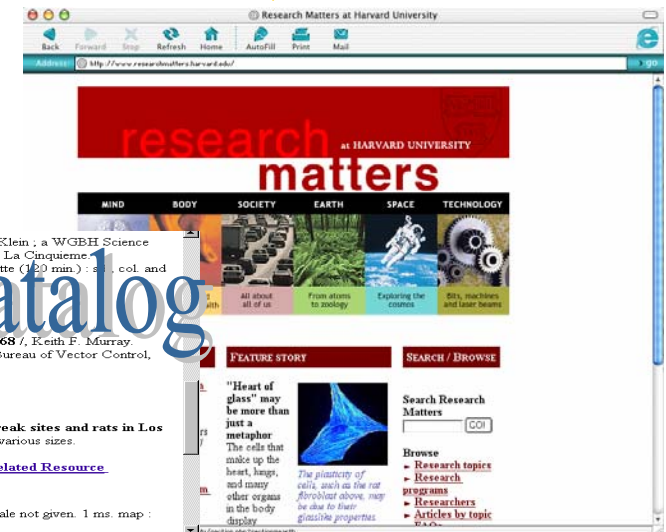 Research Matters at Harvard University
Back Forward Stop Refresh Home AutoFill Print Mail
Address: http://www.researchmatters.harvard.edu/ go
research
at HARVARD UNIVERSITY
matters
MIND BODY SOCIETY EARTH SPACE TECHNOLOGY
All about all of us
From atoms to zoology
Exploring the cosmos
Bits, machines and laser beams
Klein ; a WGBH Science
La Cinquieme.
tte (120 min.) : sd., col. and
atalog
68 /, Keith F. Murray.
Bureau of Vector Control,
reak sites and rats in Los
various sizes.
elated Resource
ale not given. 1 ms. map :
FEATURE STORY
"Heart of
glass" may
be more than
just a
metaphor
The cells that
make up the
heart, lungs,
and many
other organs
in the body
display
The plasticity of
cells, such as the rat
fibroblast above, may
be due to their
glasslike properties.
SEARCH / BROWSE
Search Research
Matters
GO!
Browse
Research topics
Research
programs
Researchers
Articles by topic